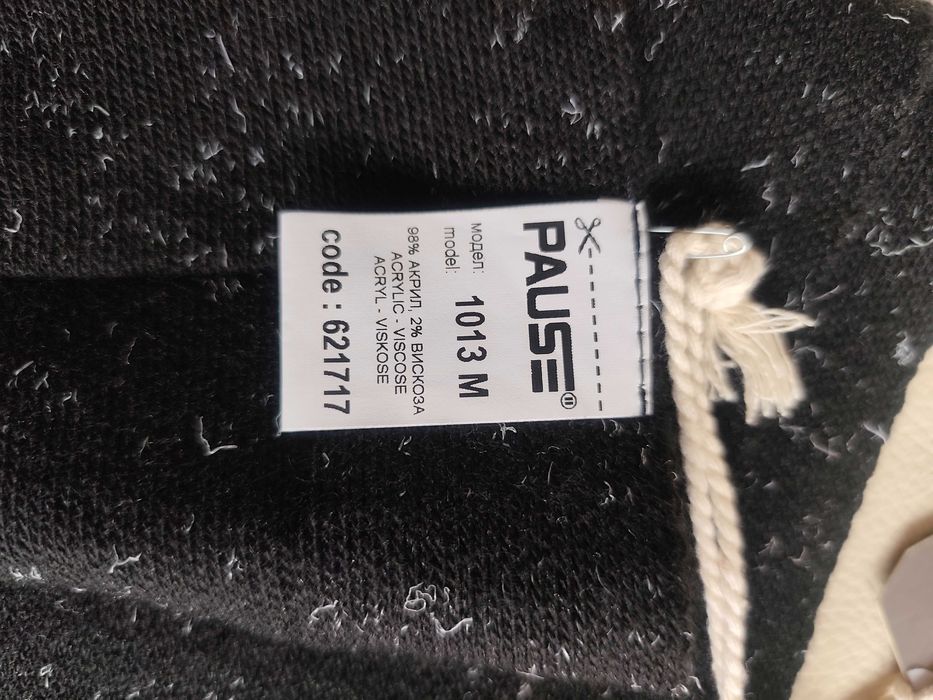 PAUSE®
модел:
model: 1013 M
98% АКРИЛ, 2% ВИСКОЗА
ACRYLIC - VISCOSE
ACRYL - VISKOSE
code : 621717